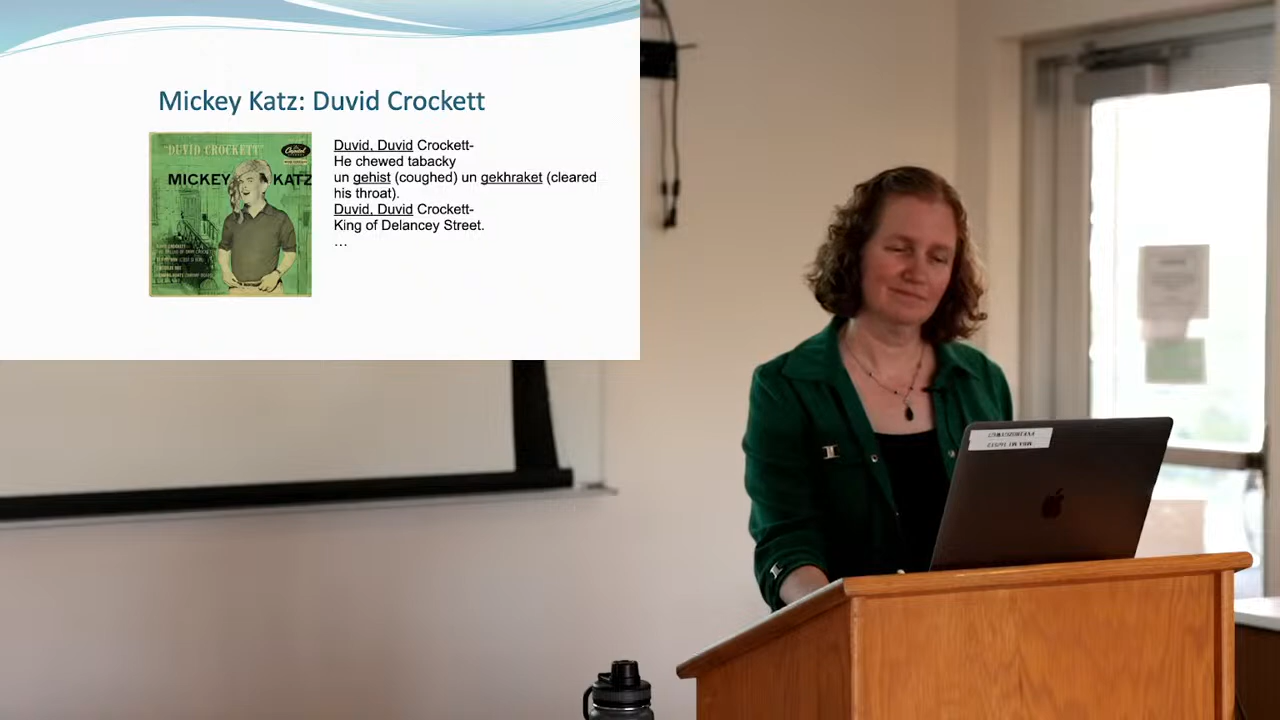 Mickey Katz: Duvid Crockett
"DUVID CROCKETT"
Capitol
MICKEY KATZ
Duvid, Duvid Crockett-
He chewed tabacky
un gehist (coughed) un gekhraket (cleared
his throat).
Duvid, Duvid Crockett-
King of Delancey Street.
…